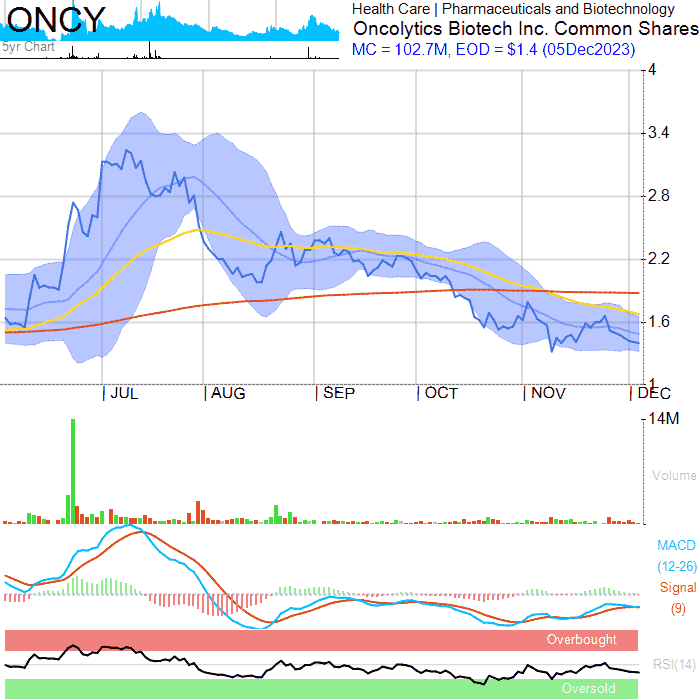 ONCY
5yr Chart
Health Care | Pharmaceuticals and Biotechnology
Oncolytics Biotech Inc. Common Shares
MC = 102.7M, EOD = $1.4 (05Dec2023)
4
3.4
2.8
2.2
1.6
1
JUL AUG SEP OCT NOV DEC
14M
Volume
MACD
(12-26)
Signal
(9)
Overbought
RSI(14)
Oversold